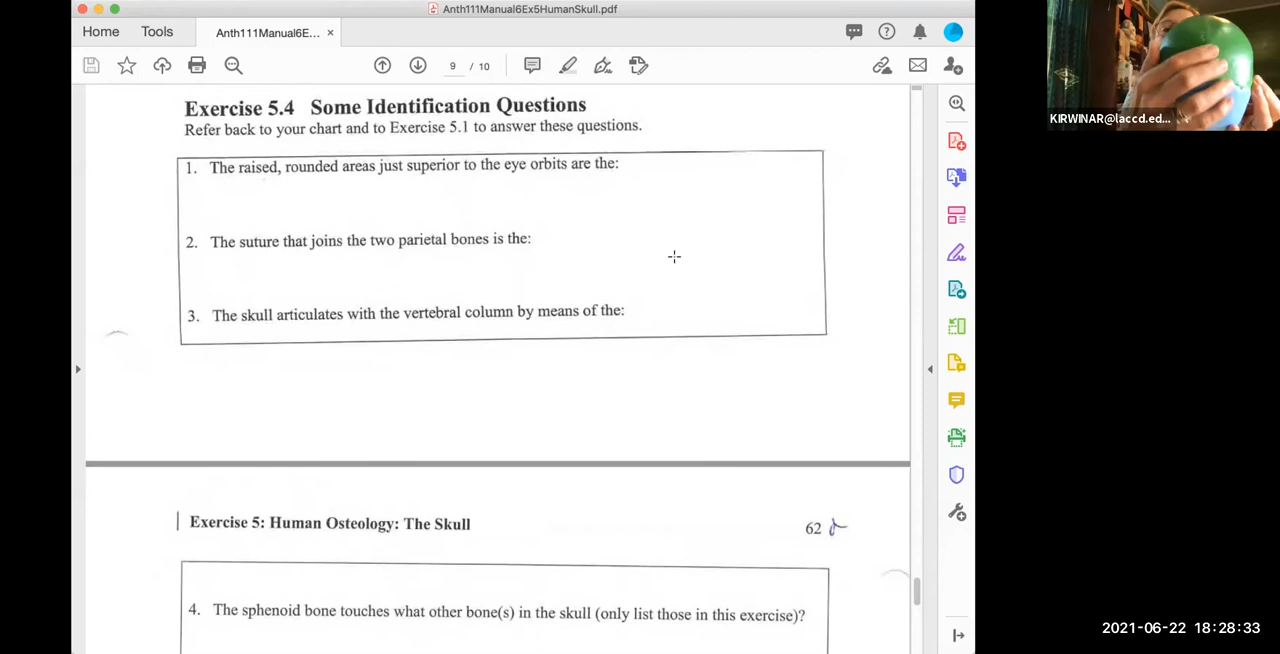 Anth111Manual6Ex5HumanSkull.pdf
Home Tools Anth111Manual6E... ×
9 / 10
Exercise 5.4 Some Identification Questions
Refer back to your chart and to Exercise 5.1 to answer these questions.
1. The raised, rounded areas just superior to the eye orbits are the:
2. The suture that joins the two parietal bones is the:
3. The skull articulates with the vertebral column by means of the:
Exercise 5: Human Osteology: The Skull 62
4. The sphenoid bone touches what other bone(s) in the skull (only list those in this exercise)?
KIRWINAR@laccd.ed...
2021-06-22 18:28:33